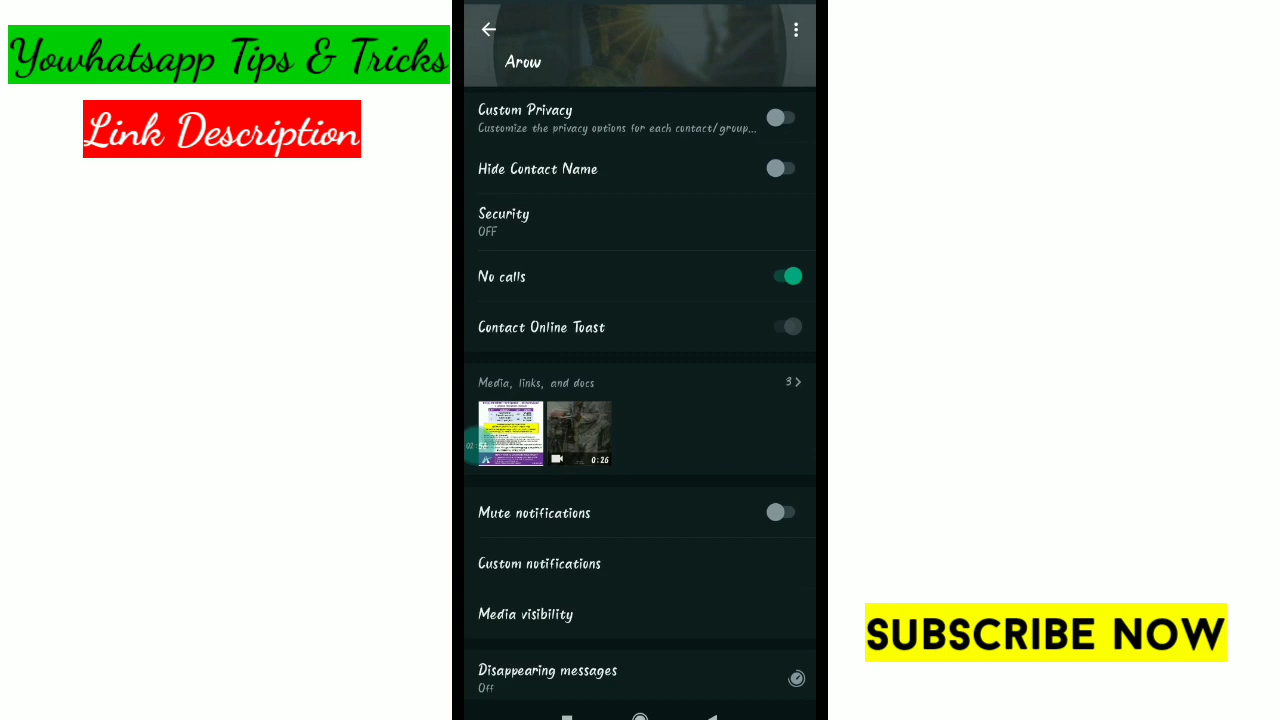 Yowhatsapp Tips & Tricks
Link Description
Arow
Custom Privacy
Customize the privacy options for each contact/group...
Hide Contact Name
Security
OFF
No calls
Contact Online Toast
Media, links, and docs
3
0:26
Mute notifications
Custom notifications
Media visibility
Disappearing messages
Off
SUBSCRIBE NOW